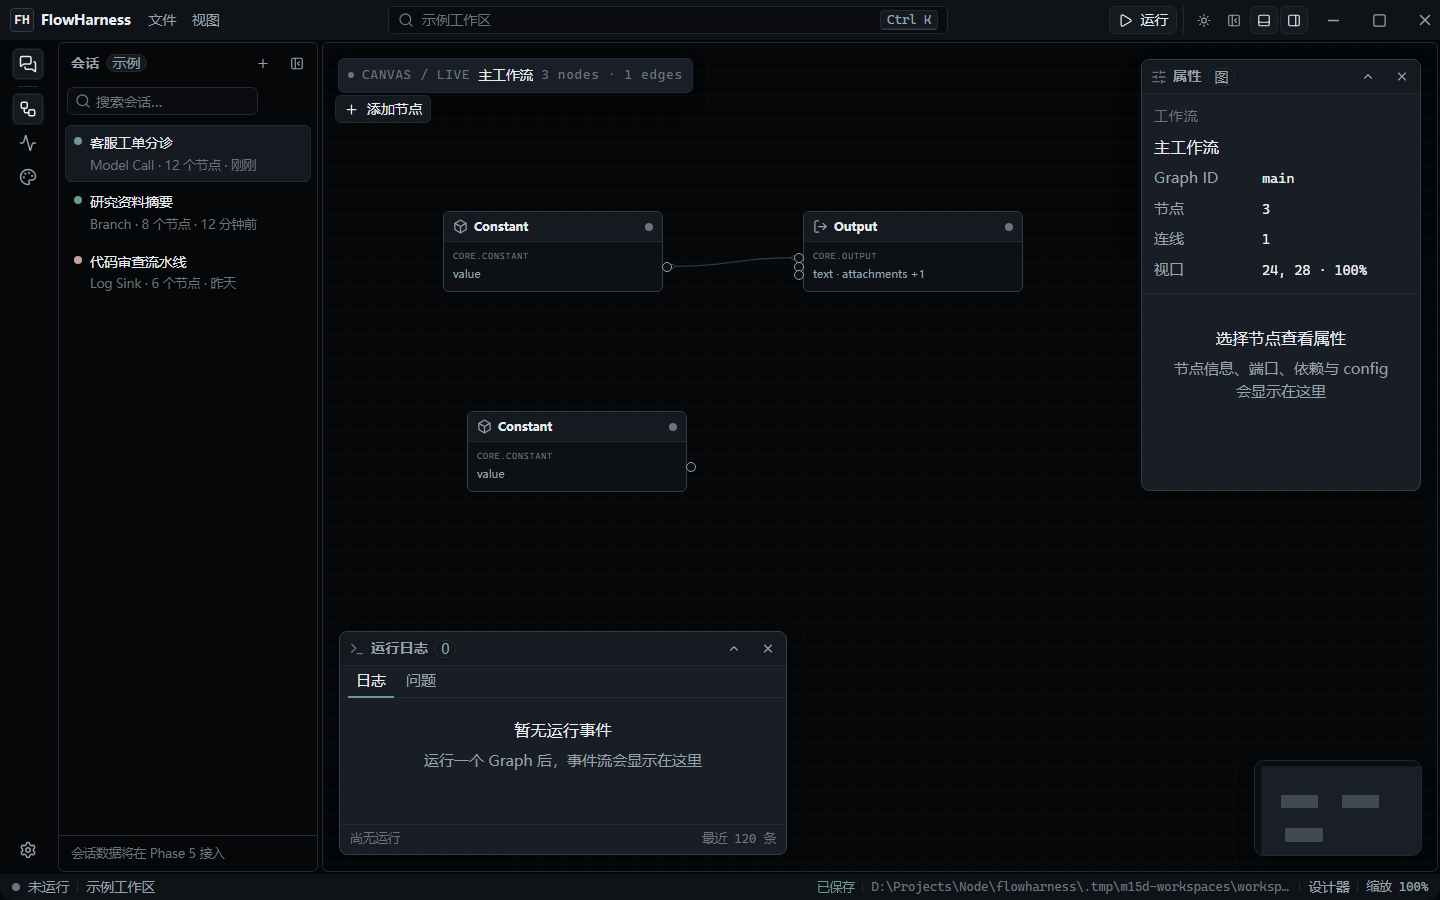 FH FlowHarness 文件 视图 示例工作区 Ctrl K 运行
会话 示例
搜索会话...
客服工单分诊
Model Call · 12 个节点 · 刚刚
研究资料摘要
Branch · 8 个节点 · 12 分钟前
代码审查流水线
Log Sink · 6 个节点 · 昨天
会话数据将在 Phase 5 接入
CANVAS / LIVE 主工作流 3 nodes · 1 edges
添加节点
Constant
CORE.CONSTANT
value
Output
CORE.OUTPUT
text · attachments +1
Constant
CORE.CONSTANT
value
属性 图
工作流
主工作流
Graph ID main
节点 3
连线 1
视口 24, 28 · 100%
选择节点查看属性
节点信息、端口、依赖与 config
会显示在这里
运行日志 0
日志 问题
暂无运行事件
运行一个 Graph 后，事件流会显示在这里
尚无运行 最近 120 条
未运行 示例工作区 已保存 D:\Projects\Node\flowharness\.tmp\m15d-workspaces\worksp… 设计器 缩放 100%